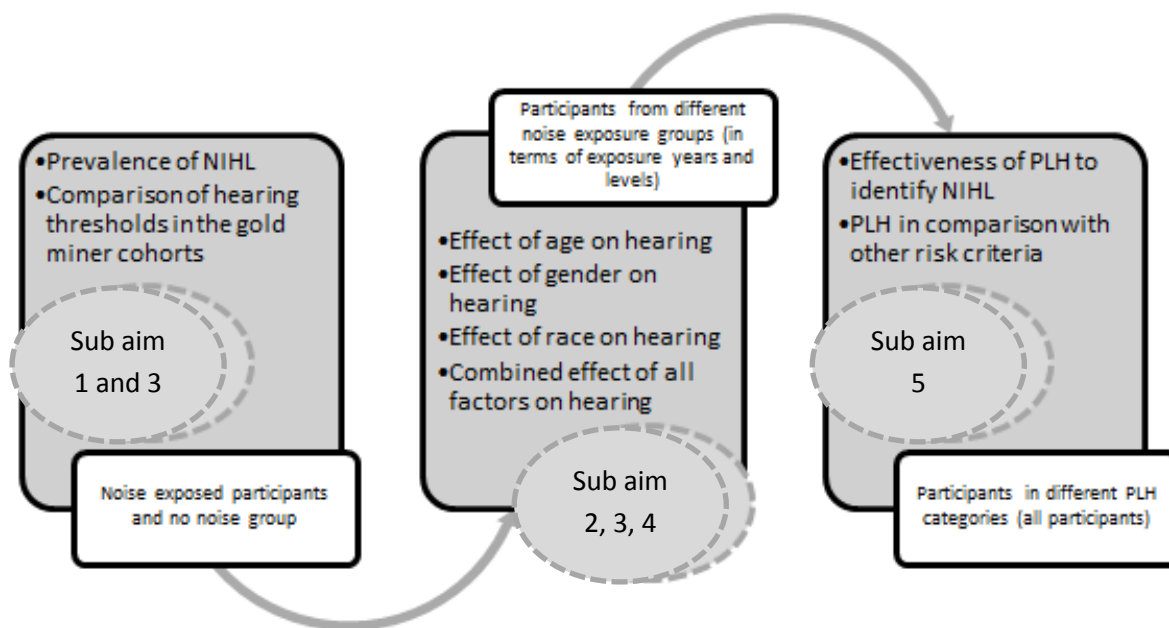 •Prevalence of NIHL
•Comparison of hearing
thresholds in the gold
miner cohorts
Sub aim
1 and 3
Noise exposed participants
and no noise group
Participants from different
noise exposure groups (in
terms of exposure years and
levels)
•Effect of age on hearing
•Effect of gender on
hearing
•Effect of race on hearing
•Combined effect of all
factors on hearing
Sub aim
2, 3, 4
•Effectiveness of PLH to
identify NIHL
•PLH in comparison with
other risk criteria
Sub aim
5
Participants in different PLH
categories (all participants)